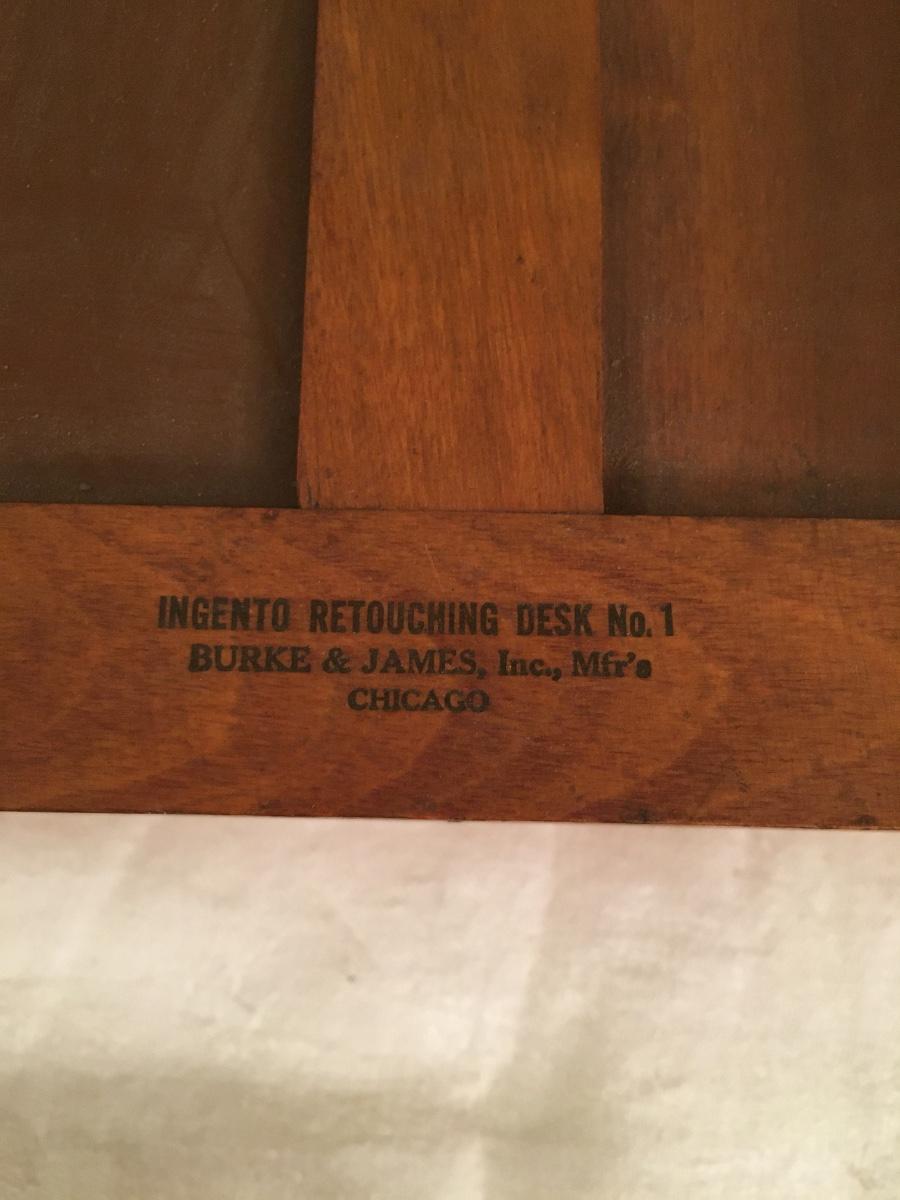 INGENTO RETOUCHING DESK No. 1
BURKE & JAMES, Inc., Mfr's
CHICAGO